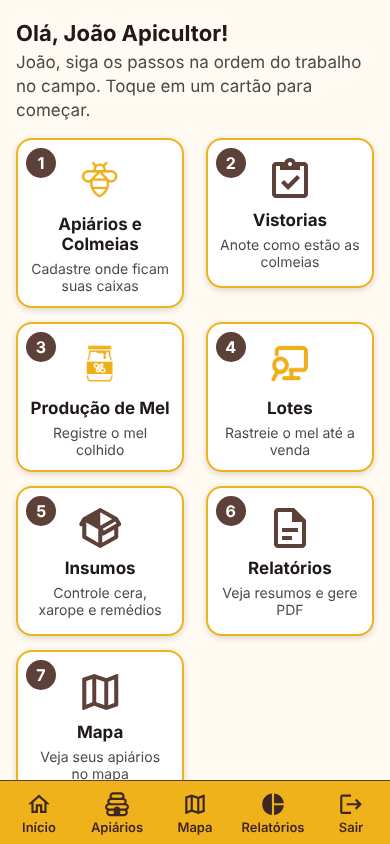 Olá, João Apicultor!
João, siga os passos na ordem do trabalho
no campo. Toque em um cartão para
começar.
1
Apiários e
Colmeias
Cadastre onde ficam
suas caixas
2
Vistorias
Anote como estão as
colmeias
3
Produção de Mel
Registre o mel
colhido
4
Lotes
Rastreie o mel até a
venda
5
Insumos
Controle cera,
xarope e remédios
6
Relatórios
Veja resumos e gere
PDF
7
Mapa
Veja seus apiários
no mapa
Início
Apiários
Mapa
Relatórios
Sair